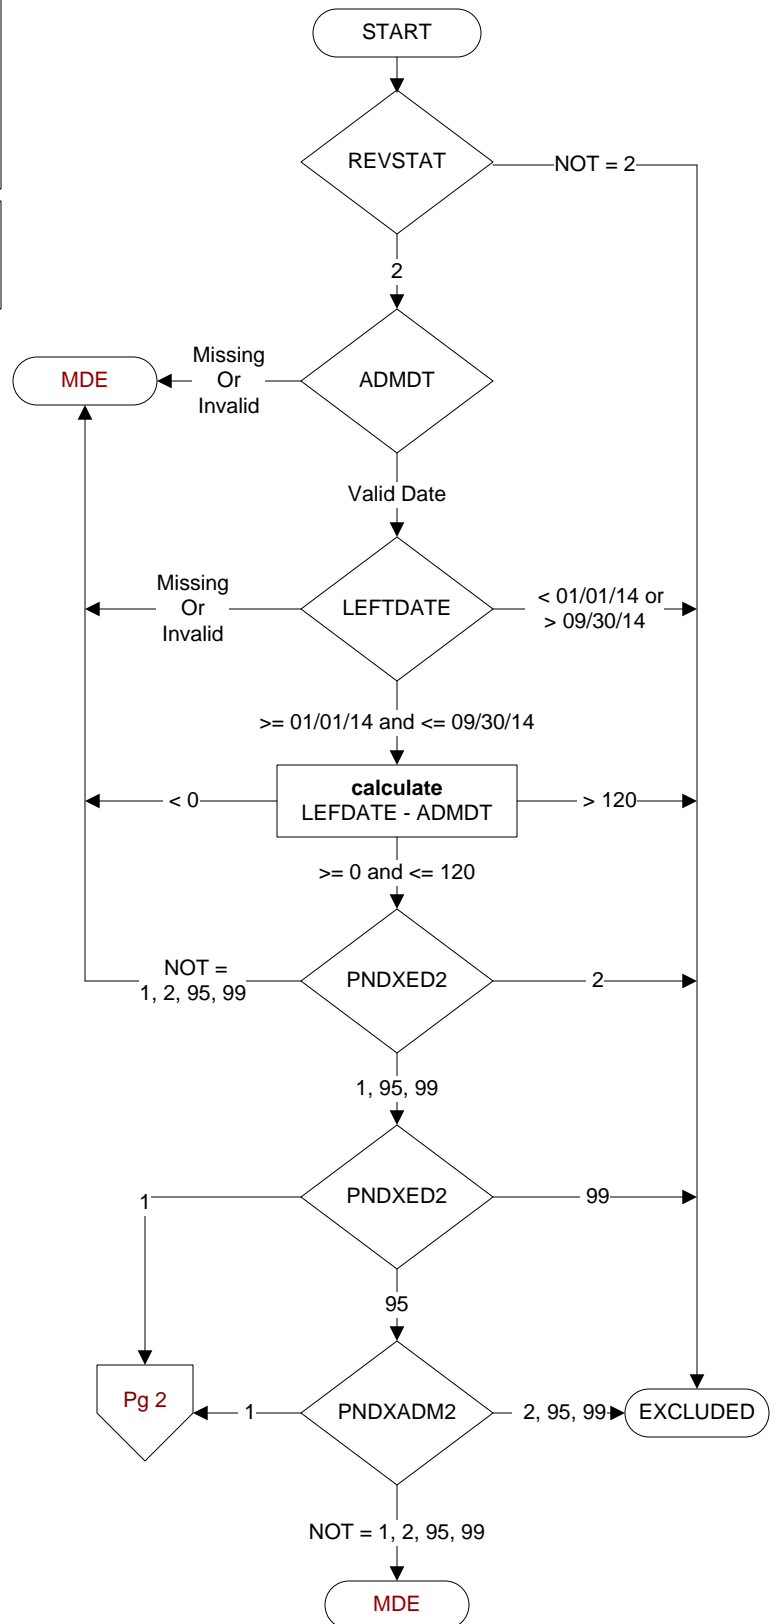 START
REVSTAT
NOT = 2
2
ADMDT
Missing
Or
Invalid
MDE
Valid Date
LEFTDATE
Missing
Or
Invalid
< 01/01/14 or
> 09/30/14
>= 01/01/14 and <= 09/30/14
calculate
LEFDATE - ADMDT
< 0
> 120
>= 0 and <= 120
PNDXED2
NOT =
1, 2, 95, 99
2
1, 95, 99
PNDXED2
1
99
95
Pg 2
1
PNDXADM2
2, 95, 99
EXCLUDED
NOT = 1, 2, 95, 99
MDE